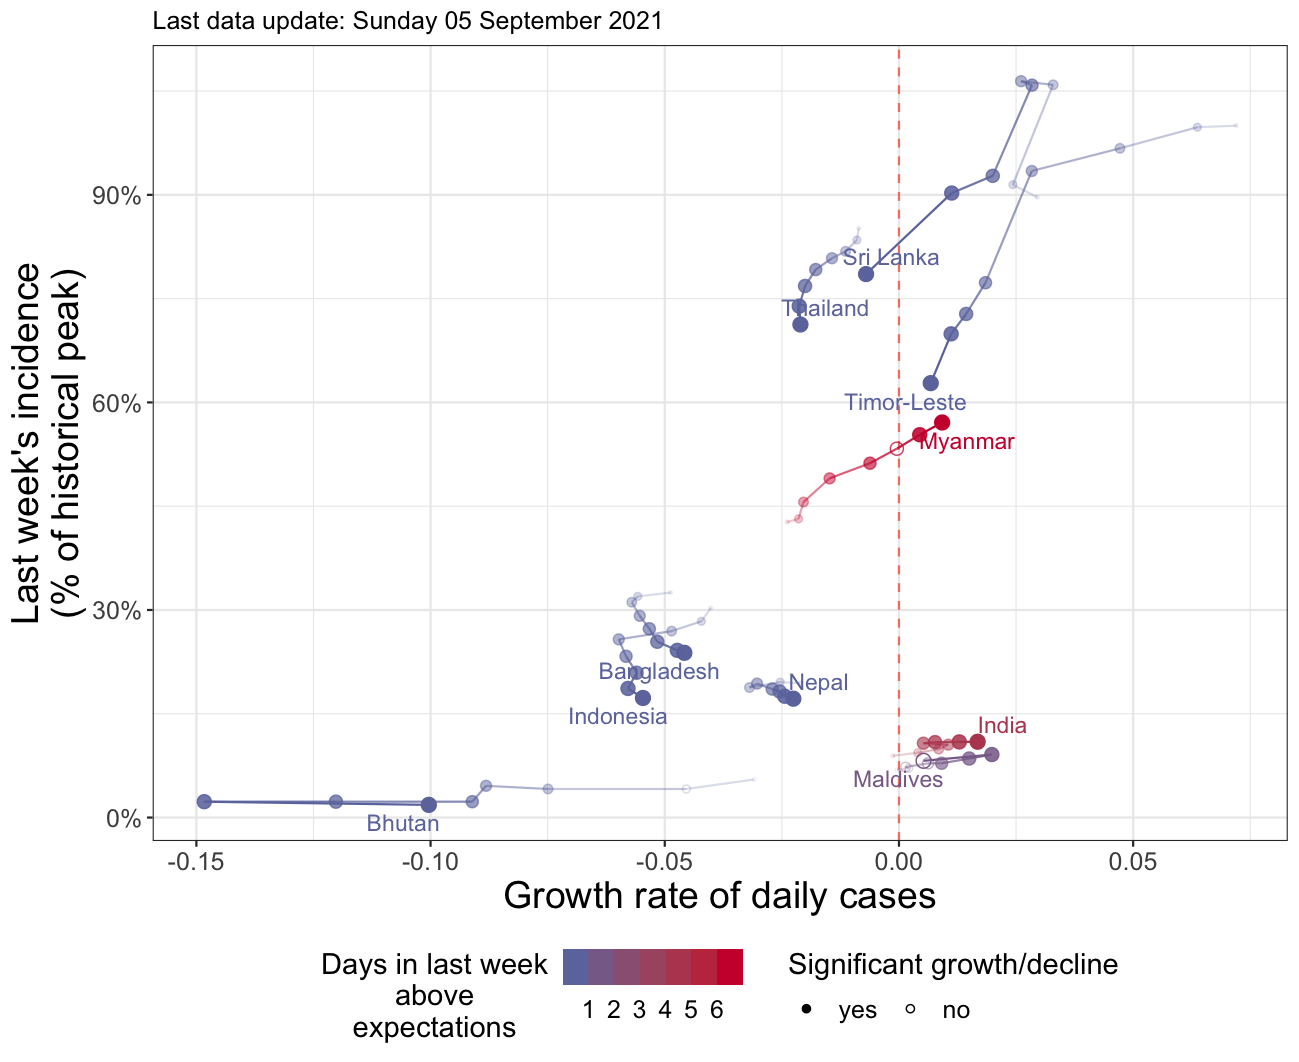 Last data update: Sunday 05 September 2021
Last week's incidence
(% of historical peak)
90%
60%
30%
0%
Sri Lanka
Thailand
Timor-Leste
Myanmar
Bangladesh
Nepal
Indonesia
India
Maldives
Bhutan
-0.15
-0.10
-0.05
0.00
0.05
Growth rate of daily cases
Days in last week
above
expectations
1 2 3 4 5 6
Significant growth/decline
yes no